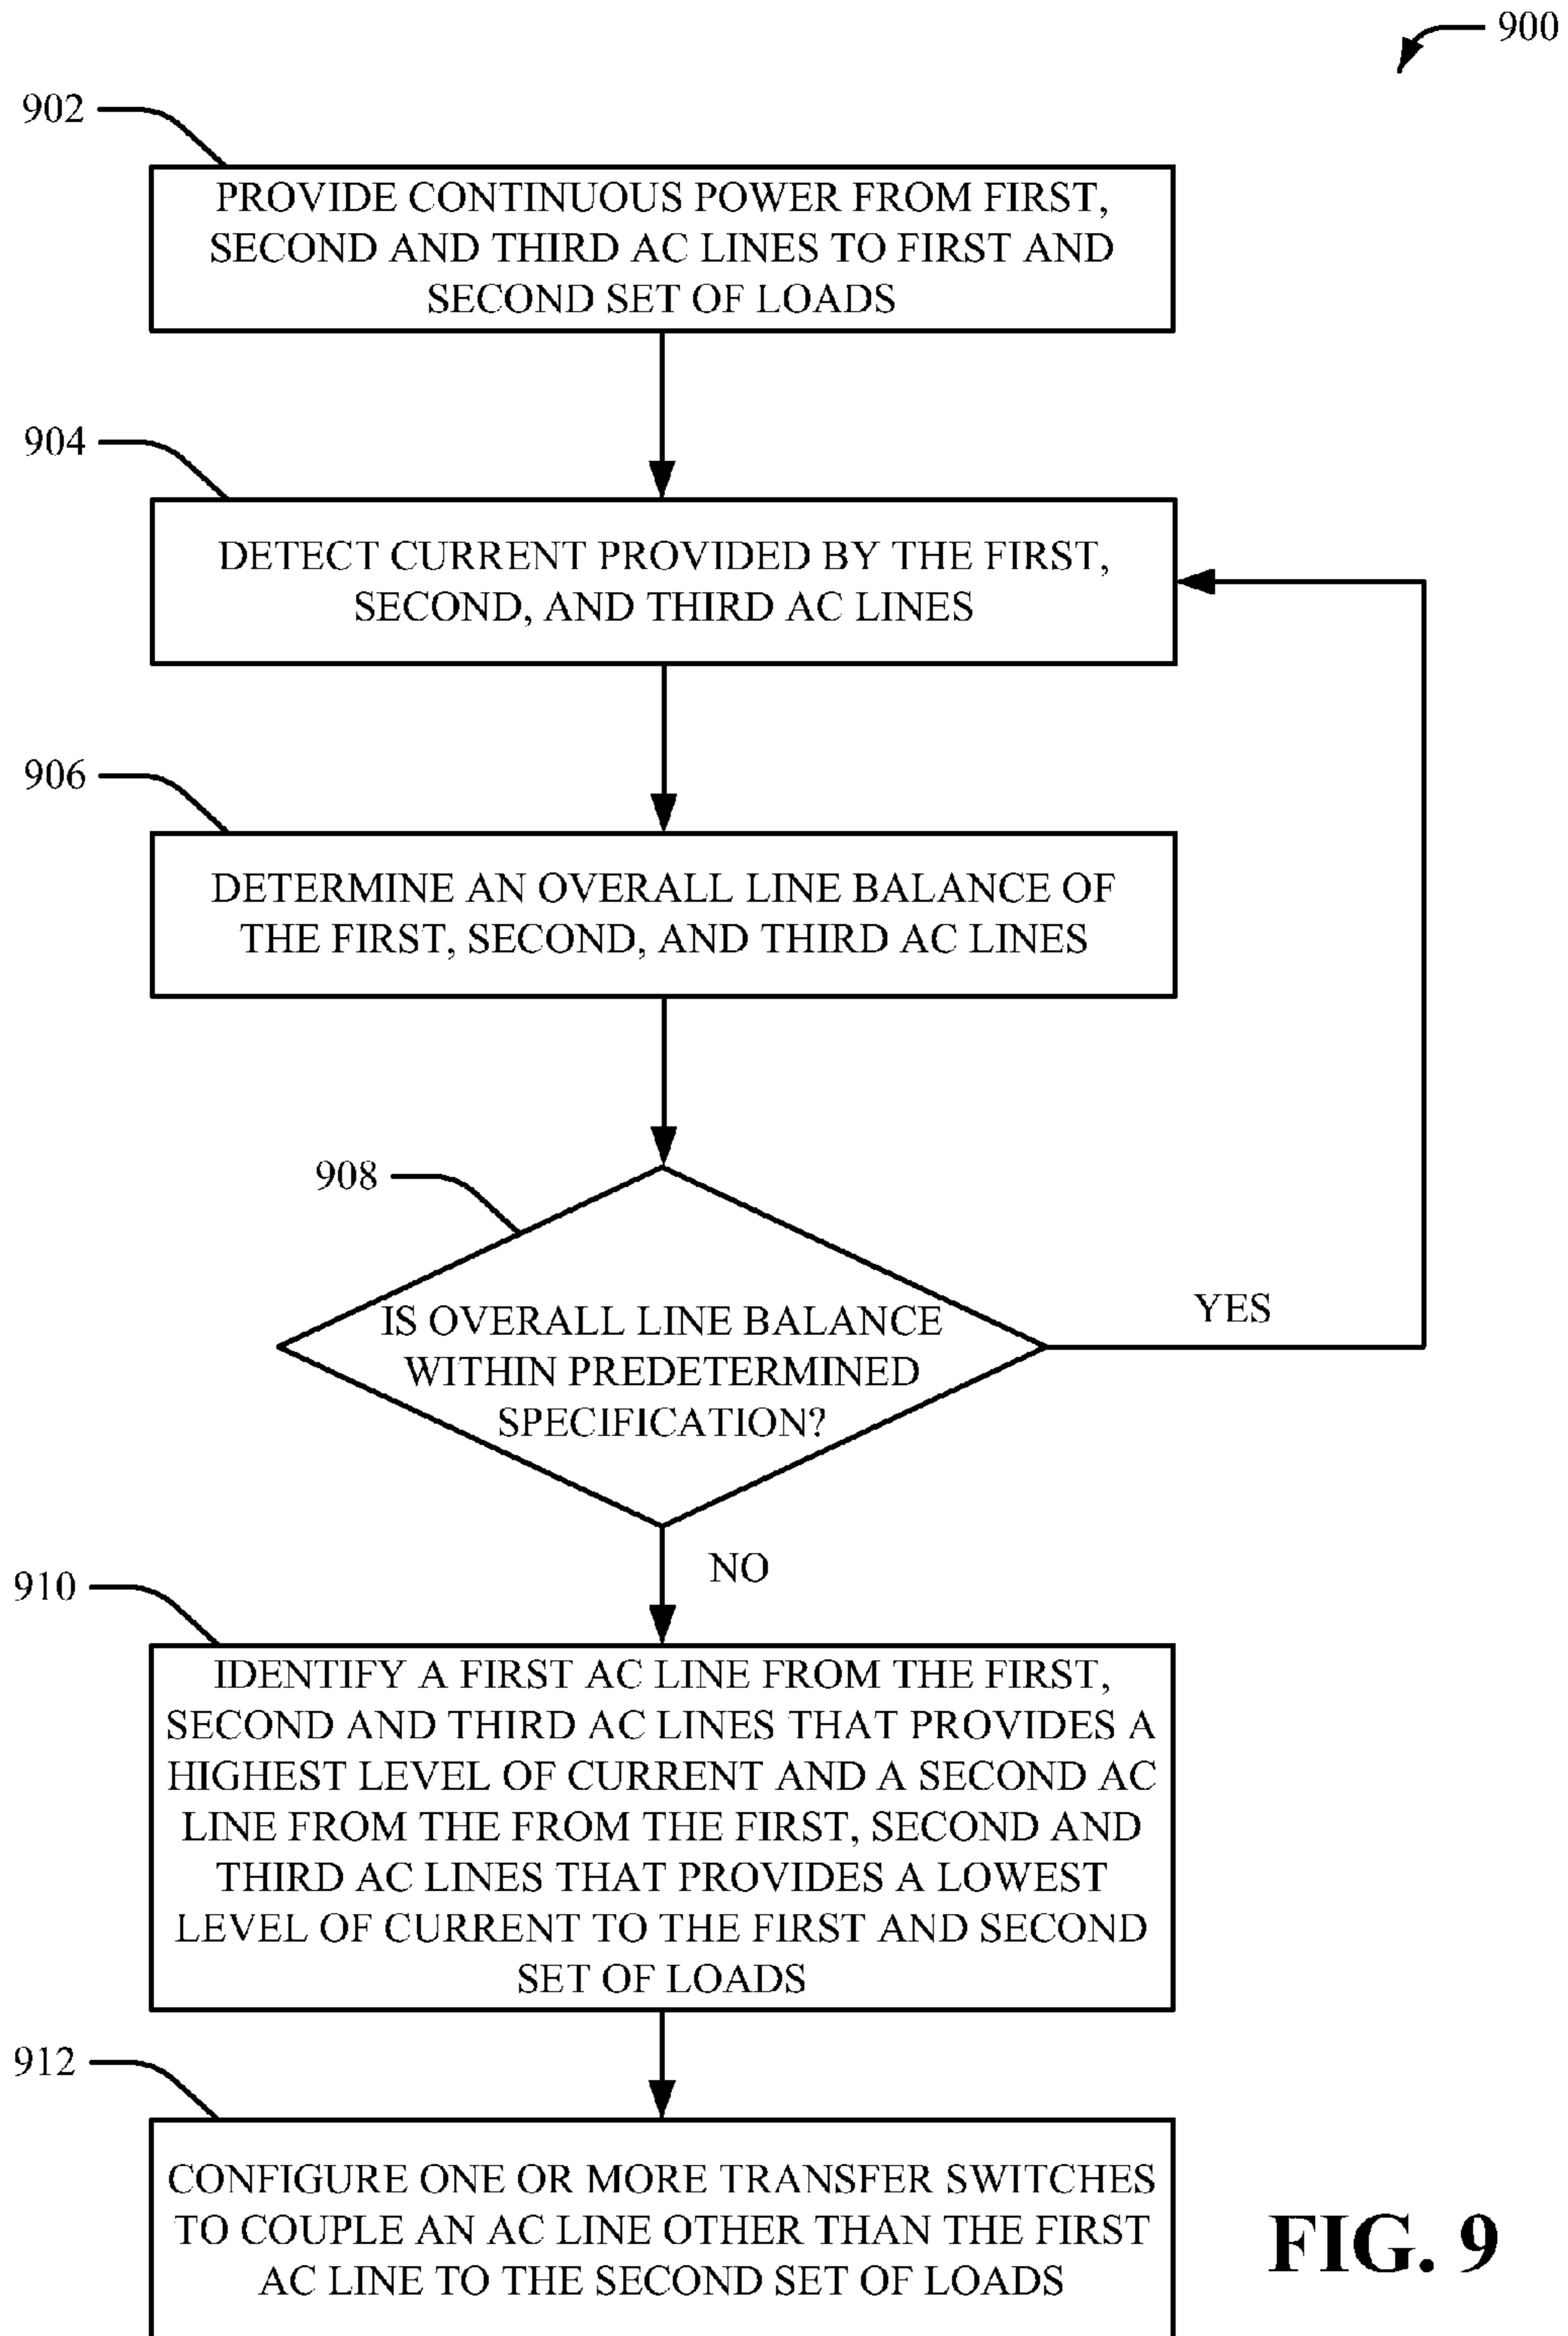 900
902
PROVIDE CONTINUOUS POWER FROM FIRST,
SECOND AND THIRD AC LINES TO FIRST AND
SECOND SET OF LOADS
904
DETECT CURRENT PROVIDED BY THE FIRST,
SECOND, AND THIRD AC LINES
906
DETERMINE AN OVERALL LINE BALANCE OF
THE FIRST, SECOND, AND THIRD AC LINES
908
IS OVERALL LINE BALANCE
WITHIN PREDETERMINED
SPECIFICATION?
YES
NO
910
IDENTIFY A FIRST AC LINE FROM THE FIRST,
SECOND AND THIRD AC LINES THAT PROVIDES A
HIGHEST LEVEL OF CURRENT AND A SECOND AC
LINE FROM THE FROM THE FIRST, SECOND AND
THIRD AC LINES THAT PROVIDES A LOWEST
LEVEL OF CURRENT TO THE FIRST AND SECOND
SET OF LOADS
912
CONFIGURE ONE OR MORE TRANSFER SWITCHES
TO COUPLE AN AC LINE OTHER THAN THE FIRST
AC LINE TO THE SECOND SET OF LOADS
FIG. 9